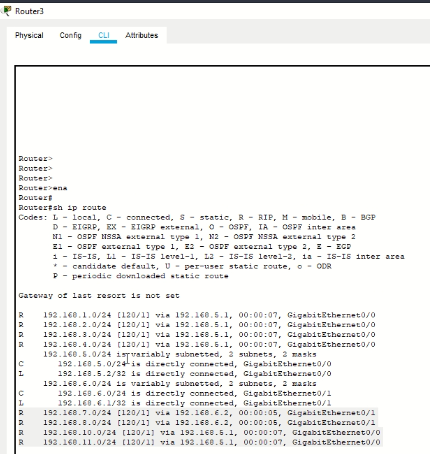 Router3
Physical Config CLI Attributes
Router>
Router>
Router>
Router>ena
Router#
Router#sh ip route
Codes: L - local, C - connected, S - static, R - RIP, M - mobile, B - BGP
D - EIGRP, EX - EIGRP external, O - OSPF, IA - OSPF inter area
N1 - OSPF NSSA external type 1, N2 - OSPF NSSA external type 2
E1 - OSPF external type 1, E2 - OSPF external type 2, E - EGP
i - IS-IS, L1 - IS-IS level-1, L2 - IS-IS level-2, ia - IS-IS inter area
* - candidate default, U - per-user static route, o - ODR
P - periodic downloaded static route
Gateway of last resort is not set
R 192.168.1.0/24 [120/1] via 192.168.5.1, 00:00:07, GigabitEthernet0/0
R 192.168.2.0/24 [120/1] via 192.168.5.1, 00:00:07, GigabitEthernet0/0
R 192.168.3.0/24 [120/1] via 192.168.5.1, 00:00:07, GigabitEthernet0/0
R 192.168.4.0/24 [120/1] via 192.168.5.1, 00:00:07, GigabitEthernet0/0
192.168.5.0/24 is variably subnetted, 2 subnets, 2 masks
C 192.168.5.0/24 is directly connected, GigabitEthernet0/0
L 192.168.5.2/32 is directly connected, GigabitEthernet0/0
192.168.6.0/24 is variably subnetted, 2 subnets, 2 masks
C 192.168.6.0/24 is directly connected, GigabitEthernet0/1
L 192.168.6.1/32 is directly connected, GigabitEthernet0/1
R 192.168.7.0/24 [120/1] via 192.168.6.2, 00:00:05, GigabitEthernet0/1
R 192.168.8.0/24 [120/1] via 192.168.6.2, 00:00:05, GigabitEthernet0/1
R 192.168.10.0/24 [120/1] via 192.168.5.1, 00:00:07, GigabitEthernet0/0
R 192.168.11.0/24 [120/1] via 192.168.5.1, 00:00:07, GigabitEthernet0/0